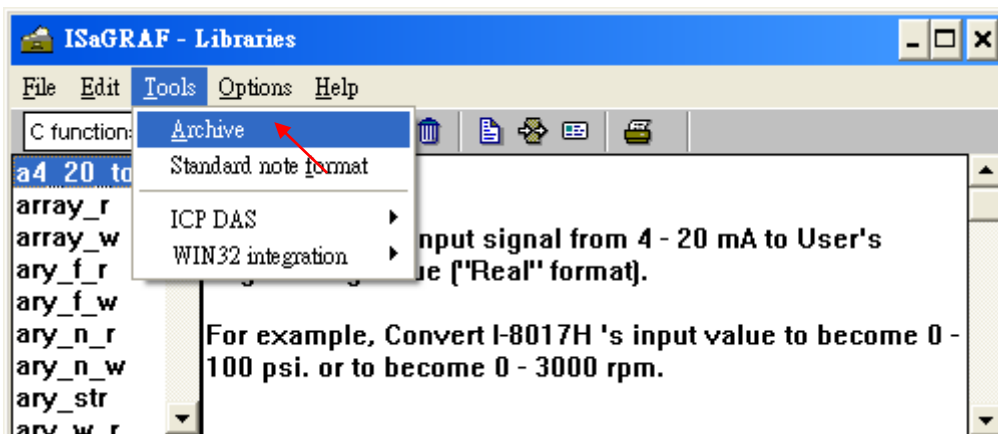 ISaGRAF - Libraries
File Edit Tools Options Help
C function
Archive
Standard note format
ICP DAS
WIN32 integration
a4_20_to
array_r
array_w
ary_f_r
ary_f_w
ary_n_r
ary_n_w
ary_str
ary_w_r
nput signal from 4 - 20 mA to User's
ue ("Real" format).
For example, Convert I-8017H 's input value to become 0 -
100 psi. or to become 0 - 3000 rpm.